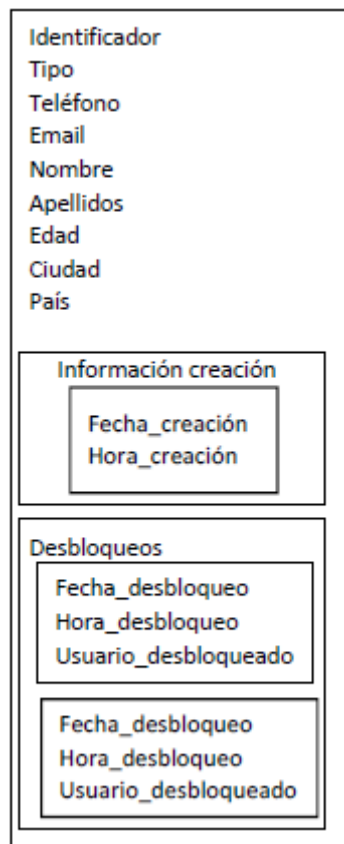 Identificador
Tipo
Teléfono
Email
Nombre
Apellidos
Edad
Ciudad
País
Información creación
Fecha_creación
Hora_creación
Desbloqueos
Fecha_desbloqueo
Hora_desbloqueo
Usuario_desbloqueado
Fecha_desbloqueo
Hora_desbloqueo
Usuario_desbloqueado